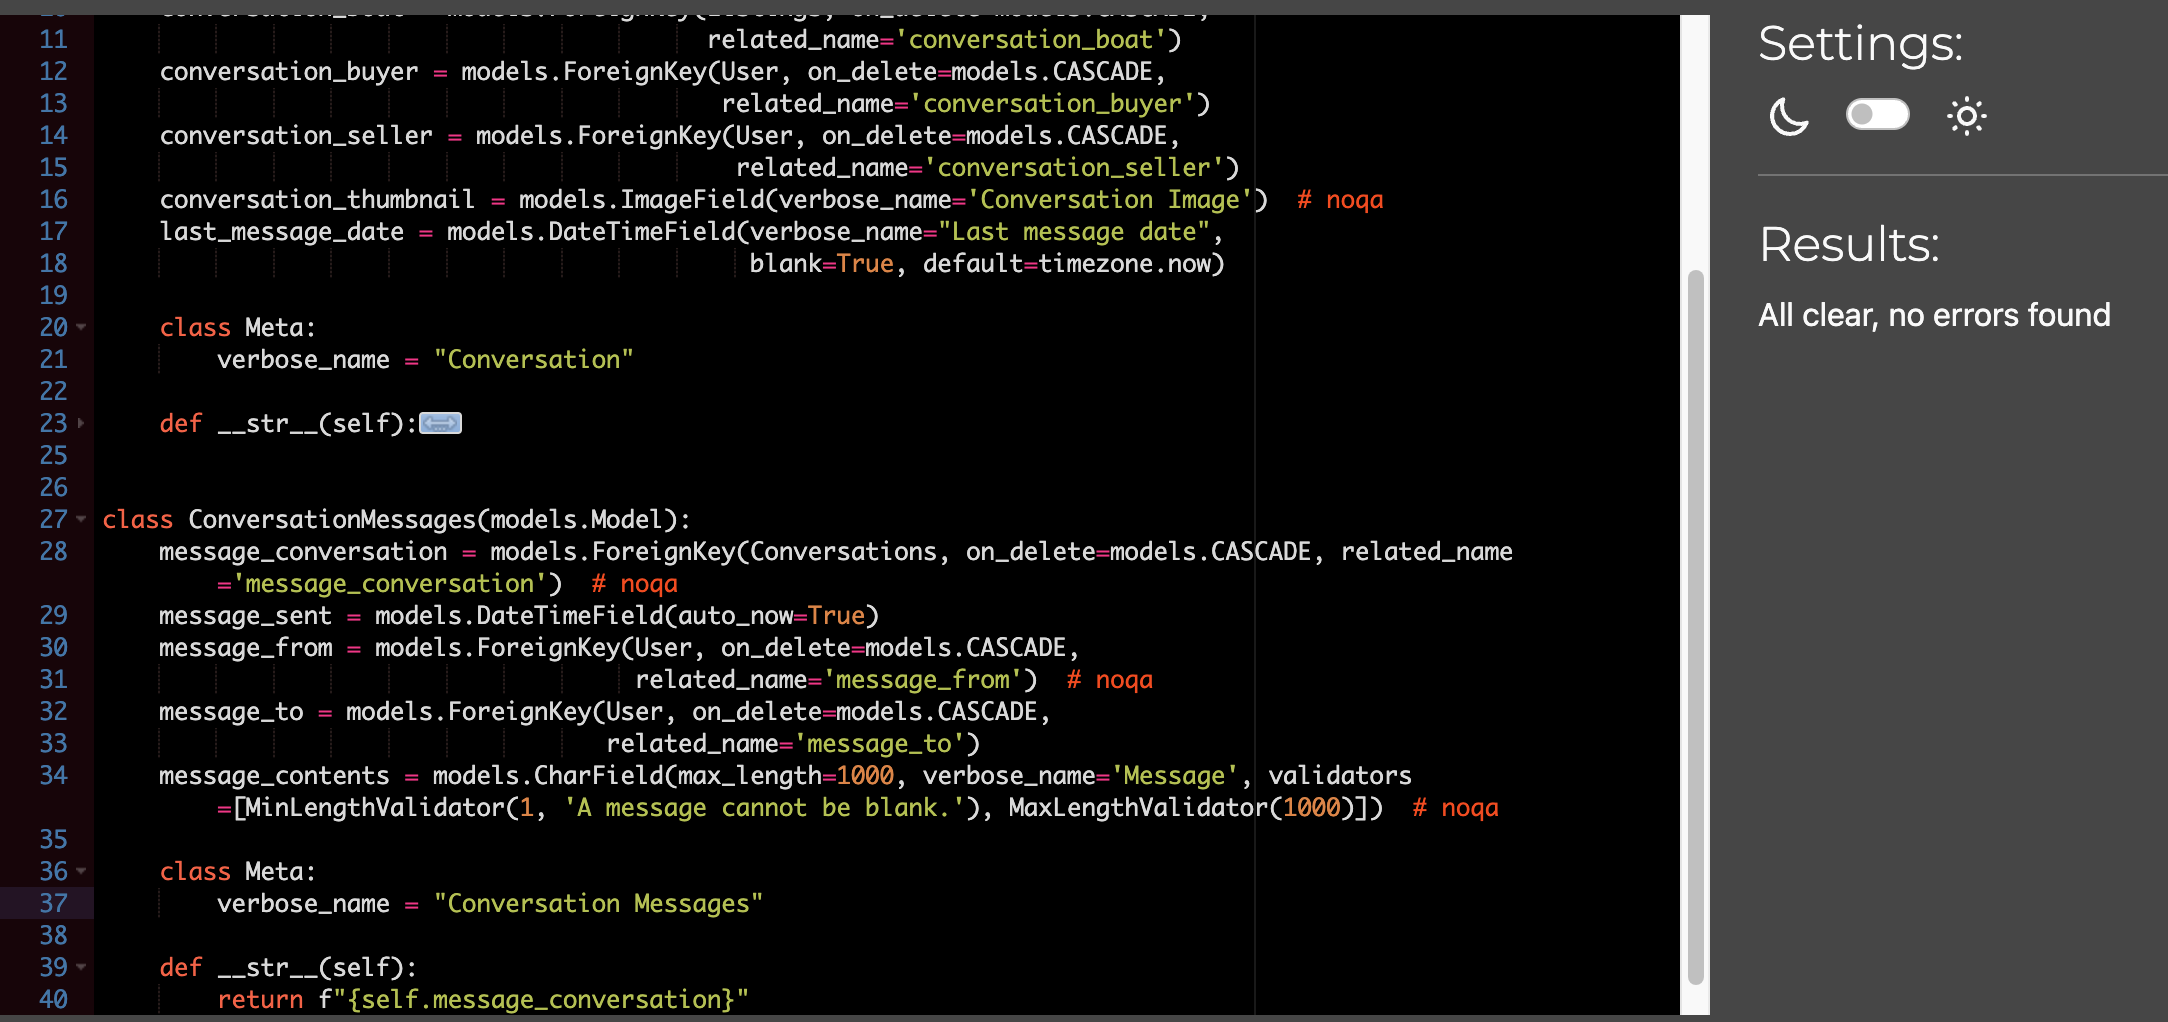 11 related_name='conversation_boat')
12 conversation_buyer = models.ForeignKey(User, on_delete=models.CASCADE,
13 related_name='conversation_buyer')
14 conversation_seller = models.ForeignKey(User, on_delete=models.CASCADE,
15 related_name='conversation_seller')
16 conversation_thumbnail = models.ImageField(verbose_name='Conversation Image')  # noqa
17 last_message_date = models.DateTimeField(verbose_name="Last message date",
18 blank=True, default=timezone.now)
19
20 class Meta:
21 verbose_name = "Conversation"
22
23 def __str__(self):
25
26
27 class ConversationMessages(models.Model):
28 message_conversation = models.ForeignKey(Conversations, on_delete=models.CASCADE, related_name
='message_conversation')  # noqa
29 message_sent = models.DateTimeField(auto_now=True)
30 message_from = models.ForeignKey(User, on_delete=models.CASCADE,
31 related_name='message_from')  # noqa
32 message_to = models.ForeignKey(User, on_delete=models.CASCADE,
33 related_name='message_to')
34 message_contents = models.CharField(max_length=1000, verbose_name='Message', validators
=[MinLengthValidator(1, 'A message cannot be blank.'), MaxLengthValidator(1000)])  # noqa
35
36 class Meta:
37 verbose_name = "Conversation Messages"
38
39 def __str__(self):
40 return f"{self.message_conversation}"
Settings:
Results:
All clear, no errors found